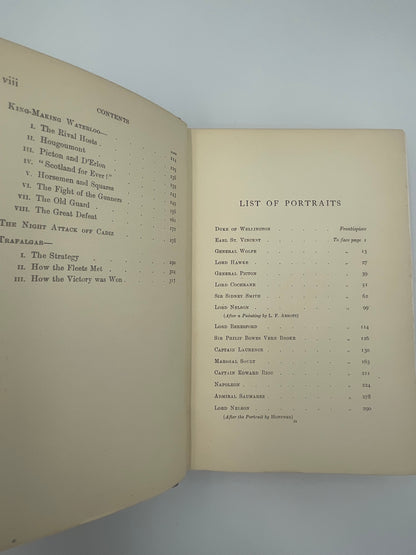 viii
CONTENTS
King-Making Waterloo—
PAGE
I. The Rival Hosts
II. Hougoumont
III. Picton and D'Erlon
IV. "Scotland for Ever!"
V. Horsemen and Squares
VI. The Fight of the Gunners
VII. The Old Guard
VIII. The Great Defeat
The Night Attack off Cadiz
Trafalgar—
I. The Strategy 291
II. How the Fleets Met 302
III. How the Victory was Won 311
LIST OF PORTRAITS
Duke of Wellington Frontispiece
Earl St. Vincent To face page 1
General Wolfe " 13
Lord Hawke " 27
General Picton " 39
Lord Cochrane " 51
Sir Sidney Smith " 62
Lord Nelson " 99
(After a Painting by L. F. Abbott)
Lord Beresford " 114
Sir Philip Bowes Vere Broke " 126
Captain Laurence " 130
Marshal Soult " 163
Captain Edward Riou " 211
Napoleon " 224
Admiral Saumarez " 278
Lord Nelson " 290
(After the Portrait by Hoppner)